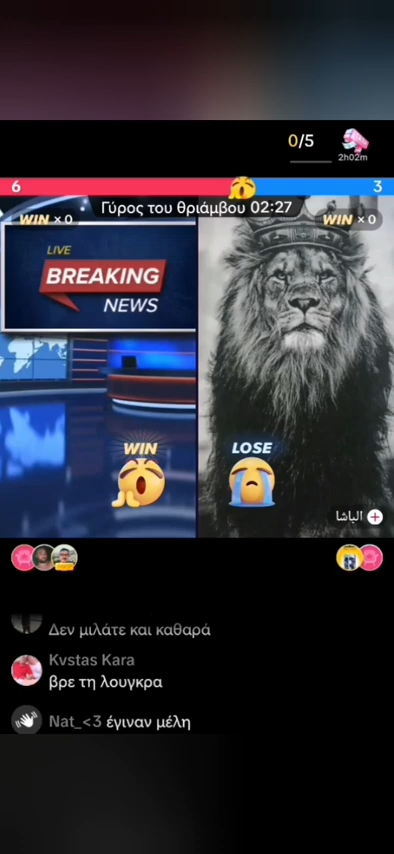 0/5
2h02m
6
3
Γύρος του θριάμβου 02:27
WIN × 0
WIN × 0
LIVE
BREAKING
NEWS
WIN
LOSE
الباشا
Δεν μιλάτε και καθαρά
Kvstas Kara
βρε τη λουγκρα
Nat_<3 έγιναν μέλη